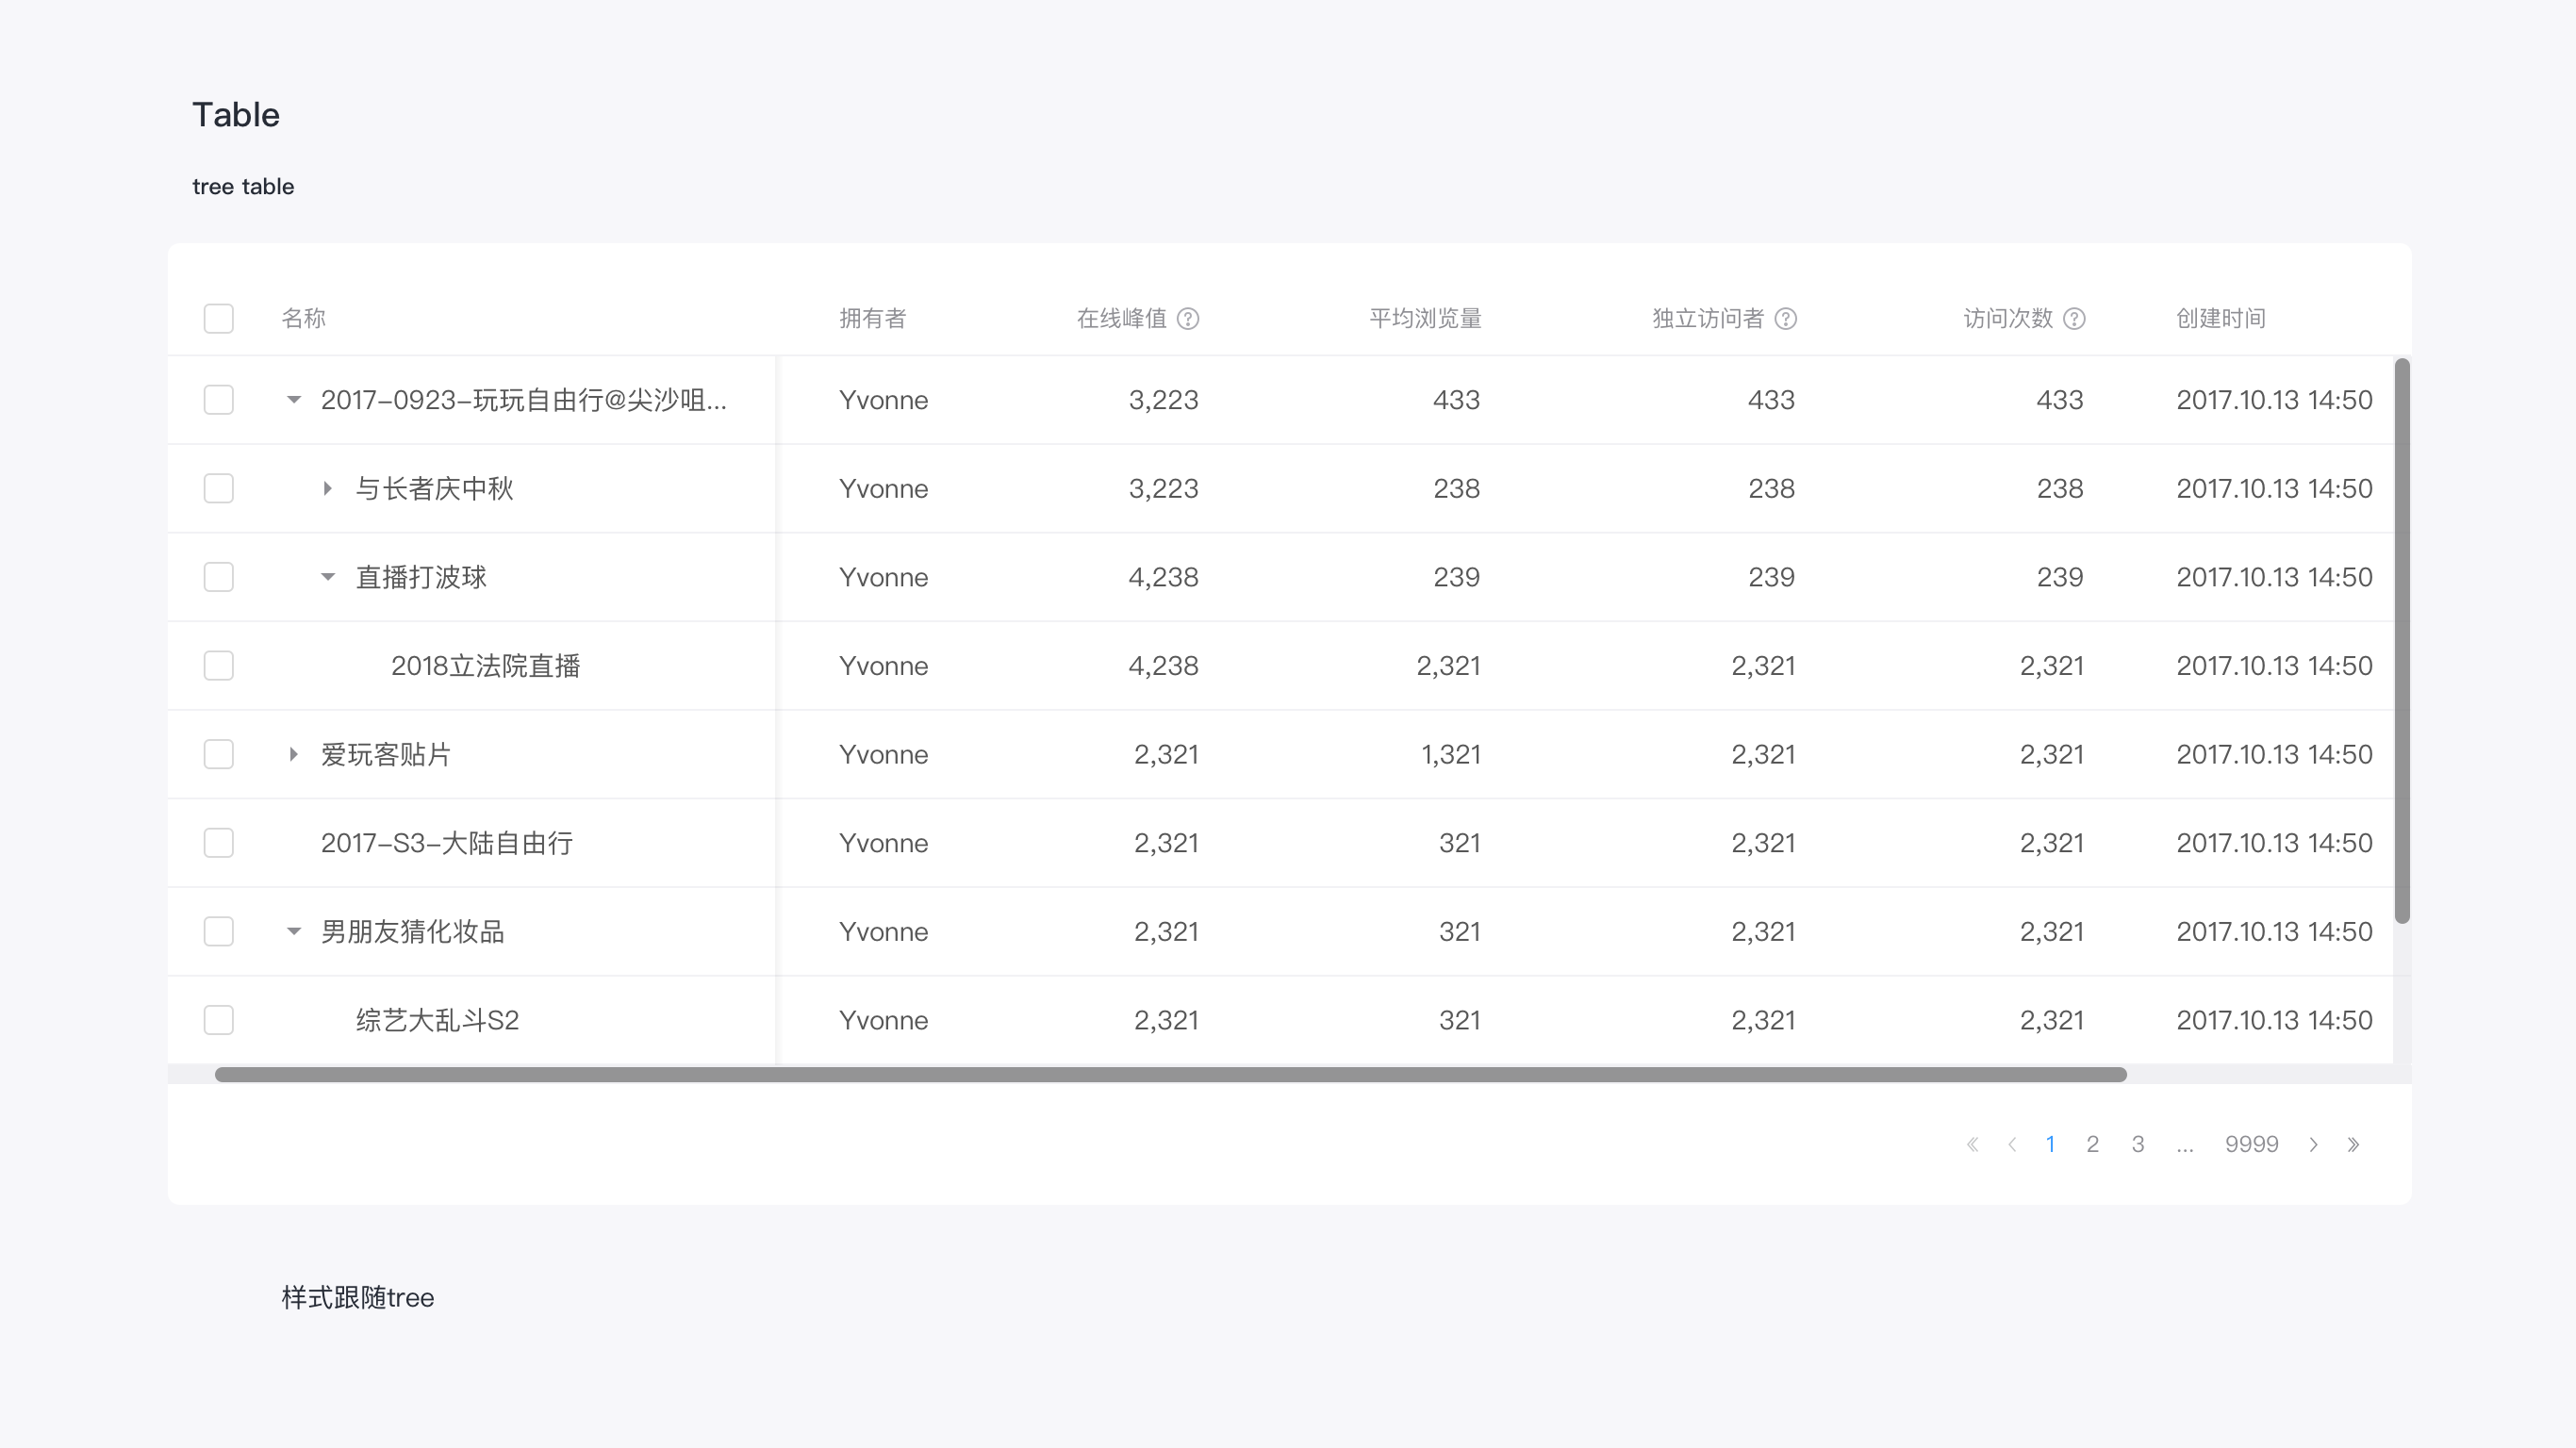 Table
tree table
名称 拥有者 在线峰值 ? 平均浏览量 独立访问者 ? 访问次数 ? 创建时间
2017-0923-玩玩自由行@尖沙咀... Yvonne 3,223 433 433 433 2017.10.13 14:50
与长者庆中秋 Yvonne 3,223 238 238 238 2017.10.13 14:50
直播打波球 Yvonne 4,238 239 239 239 2017.10.13 14:50
2018立法院直播 Yvonne 4,238 2,321 2,321 2,321 2017.10.13 14:50
爱玩客贴片 Yvonne 2,321 1,321 2,321 2,321 2017.10.13 14:50
2017-S3-大陆自由行 Yvonne 2,321 321 2,321 2,321 2017.10.13 14:50
男朋友猜化妆品 Yvonne 2,321 321 2,321 2,321 2017.10.13 14:50
综艺大乱斗S2 Yvonne 2,321 321 2,321 2,321 2017.10.13 14:50
« ‹ 1 2 3 ... 9999 › »
样式跟随tree